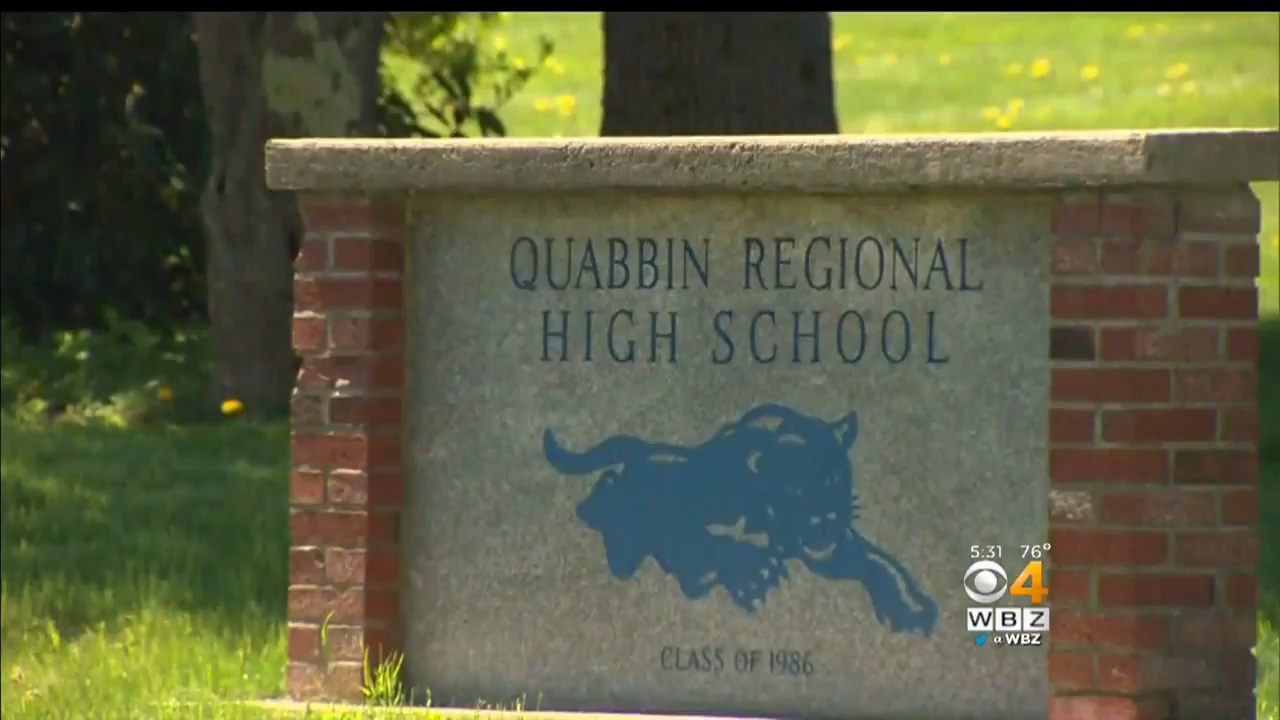 QUABBIN REGIONAL
HIGH SCHOOL
CLASS OF 1986
5:31 76°
4
WBZ
@WBZ